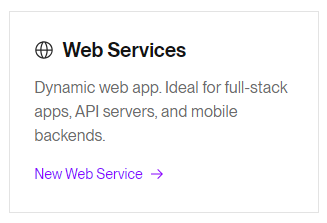 Web Services
Dynamic web app. Ideal for full-stack
apps, API servers, and mobile
backends.
New Web Service →